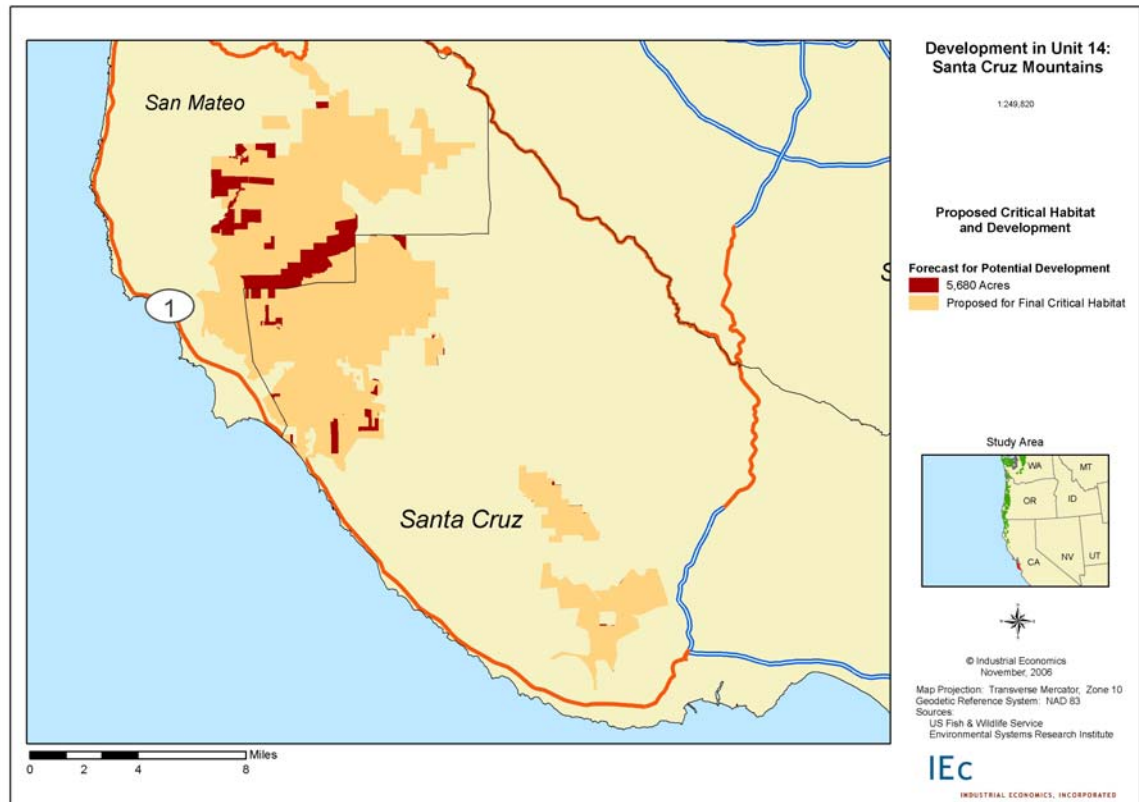 Development in Unit 14:
Santa Cruz Mountains
1:249,820
San Mateo
Proposed Critical Habitat
and Development
Forecast for Potential Development
5,680 Acres
Proposed for Final Critical Habitat
S
1
Santa Cruz
Study Area
WA
MT
OR
ID
CA
NV
UT
© Industrial Economics
November, 2006
Map Projection: Transverse Mercator, Zone 10
Geodetic Reference System: NAD 83
Sources:
US Fish & Wildlife Service
Environmental Systems Research Institute
Miles
0 2 4 8
IEc
INDUSTRIAL ECONOMICS, INCORPORATED